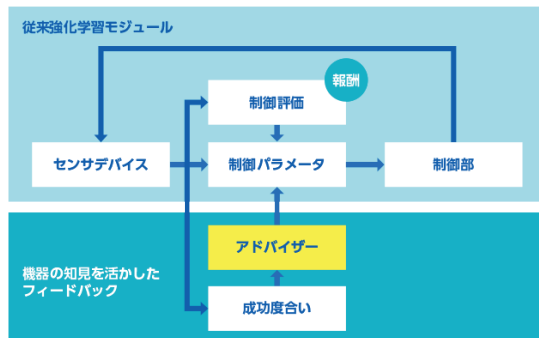 従来強化学習モジュール
報酬
制御評価
センサデバイス
制御パラメータ
制御部
アドバイザー
機器の知見を活かした
フィードバック
成功度合い